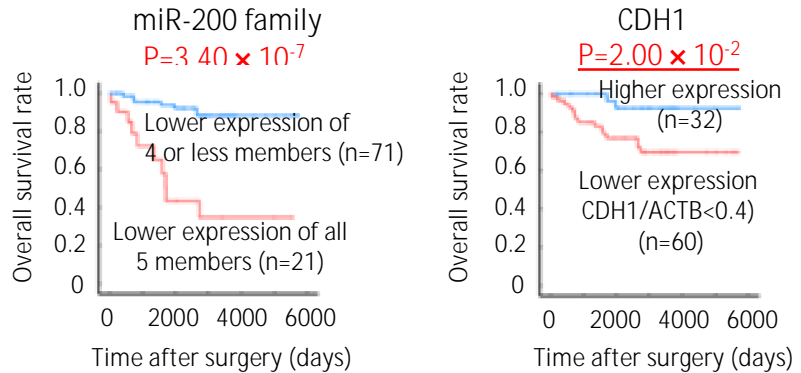 miR-200 family
P=3.40 × 10-7
Overall survival rate
1.0
0.8
0.6
0.4
0.2
0
Lower expression of
4 or less members (n=71)
Lower expression of all
5 members (n=21)
0 2000 4000 6000
Time after surgery (days)
CDH1
P=2.00 × 10-2
Overall survival rate
1.0
0.8
0.6
0.4
0.2
0
Higher expression
(n=32)
Lower expression
CDH1/ACTB<0.4)
(n=60)
0 2000 4000 6000
Time after surgery (days)